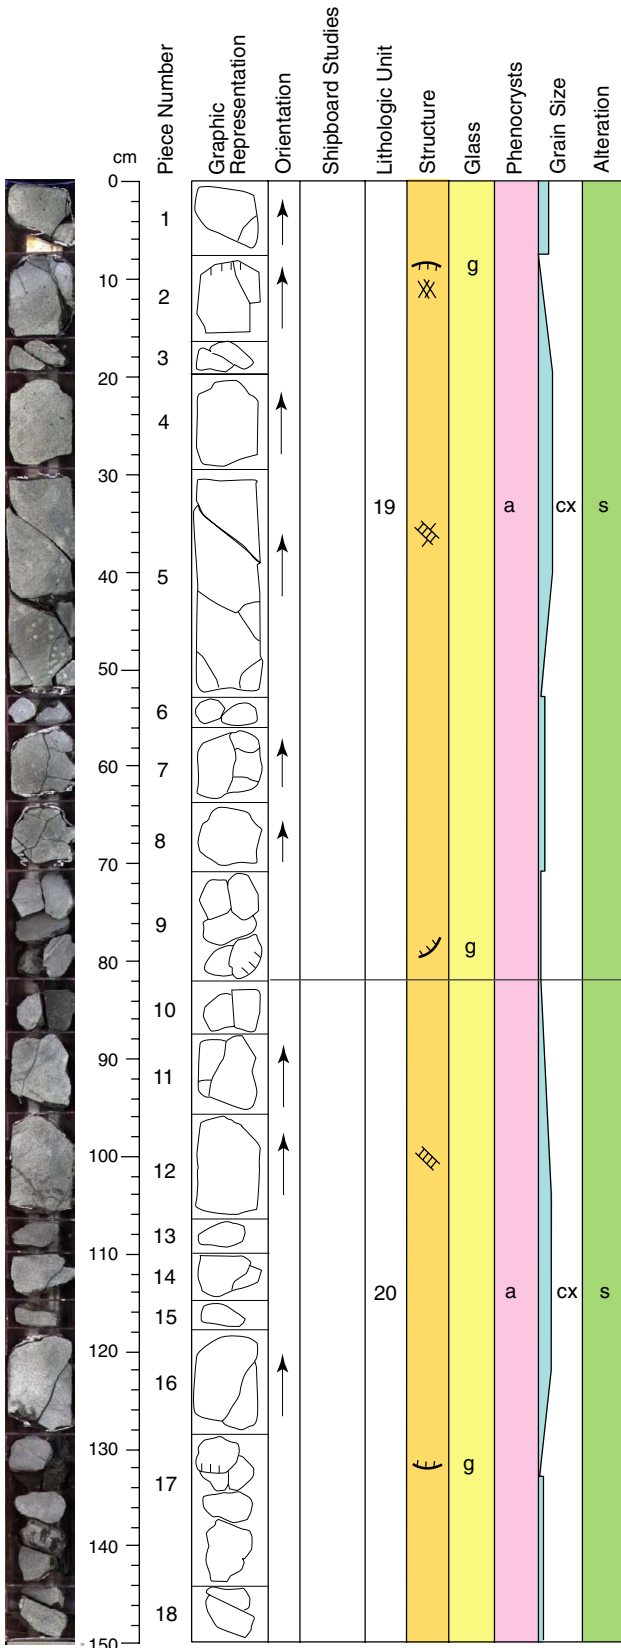 cm
Piece Number
Graphic
Representation
Orientation
Shipboard Studies
Lithologic Unit
Structure
Glass
Phenocrysts
Grain Size
Alteration
0
1
g
10
2
3
20
4
30
19 a cx s
40
5
50
6
60
7
8
70
9
g
80
10
90
11
100
12
13
110
14
20 a cx s
15
120
16
130
g
17
140
18
150